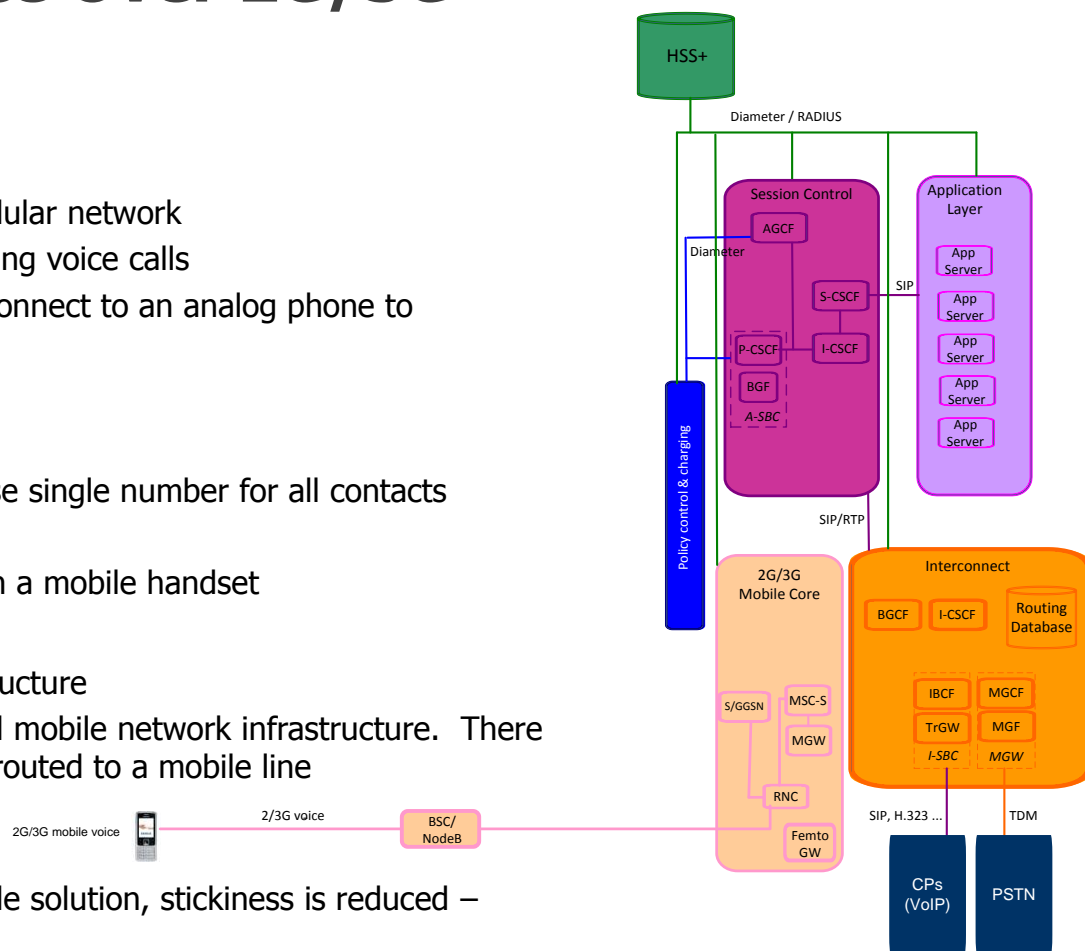 HSS+
Diameter / RADIUS
dular network
ing voice calls
onnect to an analog phone to
se single number for all contacts
n a mobile handset
ucture
l mobile network infrastructure. There
routed to a mobile line
le solution, stickiness is reduced –
Session Control
AGCF
Diameter
S-CSCF
SIP
P-CSCF
I-CSCF
BGF
A-SBC
Application
Layer
App
Server
App
Server
App
Server
App
Server
App
Server
Policy control & charging
SIP/RTP
2G/3G
Mobile Core
S/GGSN
MSC-S
MGW
RNC
Femto
GW
Interconnect
BGCF
I-CSCF
Routing
Database
IBCF
MGCF
TrGW
MGF
I-SBC
MGW
2G/3G mobile voice
2/3G voice
BSC/
NodeB
SIP, H.323 ...
TDM
CPs
(VoIP)
PSTN